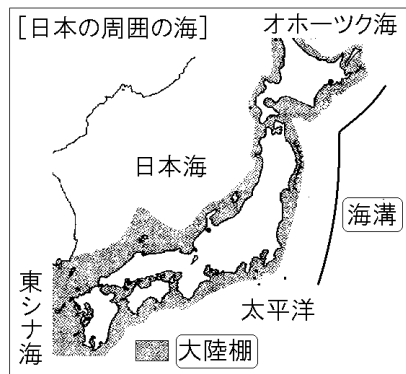 [日本の周囲の海]
オホーツク海
日本海
海溝
東シナ海
太平洋
大陸棚